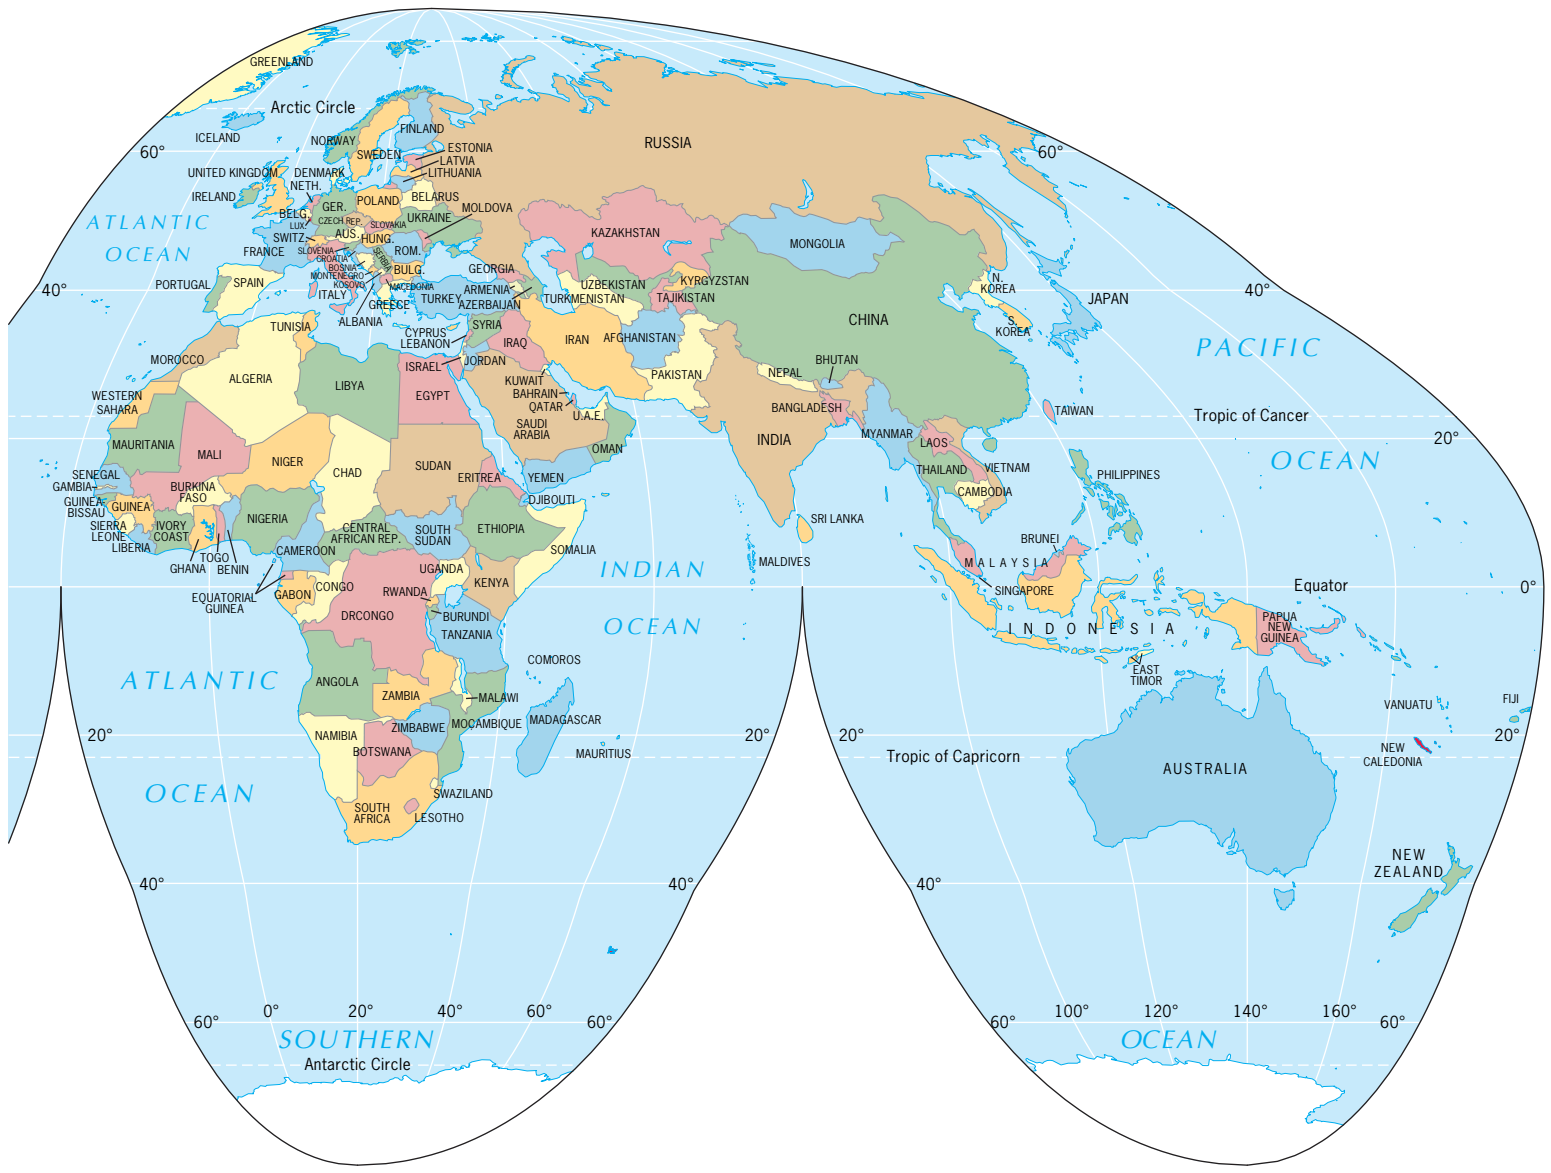 GREENLAND
Arctic Circle
ICELAND
NORWAY
FINLAND
SWEDEN
RUSSIA
ESTONIA
LATVIA
LITHUANIA
60°
60°
UNITED KINGDOM
DENMARK
NETH.
IRELAND
GER.
POLAND
BELARUS
BELG.
LUX.
CZECH REP.
SLOVAKIA
UKRAINE
MOLDOVA
ATLANTIC
OCEAN
SWITZ.
AUS.
HUNG.
FRANCE
SLOVENIA
CROATIA
BOSNIA
MONTENEGRO
KOSOVO
SERBIA
ROM.
BULG.
MACEDONIA
KAZAKHSTAN
MONGOLIA
PORTUGAL
SPAIN
ITALY
ALBANIA
GREECE
TURKEY
GEORGIA
ARMENIA
AZERBAIJAN
UZBEKISTAN
TURKMENISTAN
KYRGYZSTAN
TAJIKISTAN
40°
40°
N.
KOREA
S.
KOREA
JAPAN
CHINA
PACIFIC
OCEAN
TUNISIA
CYPRUS
LEBANON
SYRIA
IRAQ
IRAN
AFGHANISTAN
MOROCCO
ALGERIA
LIBYA
EGYPT
ISRAEL
JORDAN
KUWAIT
BAHRAIN
QATAR
U.A.E.
PAKISTAN
NEPAL
BHUTAN
BANGLADESH
WESTERN
SAHARA
SAUDI
ARABIA
OMAN
YEMEN
INDIA
MYANMAR
TAIWAN
Tropic of Cancer
20°
MAURITANIA
MALI
NIGER
CHAD
SUDAN
ERITREA
DJIBOUTI
LAOS
THAILAND
VIETNAM
CAMBODIA
PHILIPPINES
SENEGAL
GAMBIA
GUINEA
BISSAU
GUINEA
BURKINA
FASO
SIERRA
LEONE
LIBERIA
IVORY
COAST
GHANA
TOGO
BENIN
NIGERIA
CENTRAL
AFRICAN REP.
SOUTH
SUDAN
ETHIOPIA
SOMALIA
SRI LANKA
MALDIVES
CAMEROON
EQUATORIAL
GUINEA
GABON
CONGO
DRCONGO
UGANDA
KENYA
RWANDA
BURUNDI
TANZANIA
INDIAN
OCEAN
BRUNEI
MALAYSIA
SINGAPORE
INDONESIA
Equator
0°
PAPUA
NEW
GUINEA
EAST
TIMOR
COMOROS
ATLANTIC
OCEAN
ANGOLA
ZAMBIA
MALAWI
MOCAMBIQUE
ZIMBABWE
MADAGASCAR
MAURITIUS
NAMIBIA
BOTSWANA
SWAZILAND
SOUTH
AFRICA
LESOTHO
20°
20°
20°
20°
Tropic of Capricorn
AUSTRALIA
VANUATU
FIJI
NEW
CALEDONIA
NEW
ZEALAND
40°
40°
40°
60°
0°
20°
40°
60°
60°
60°
100°
120°
140°
160°
60°
SOUTHERN
OCEAN
Antarctic Circle